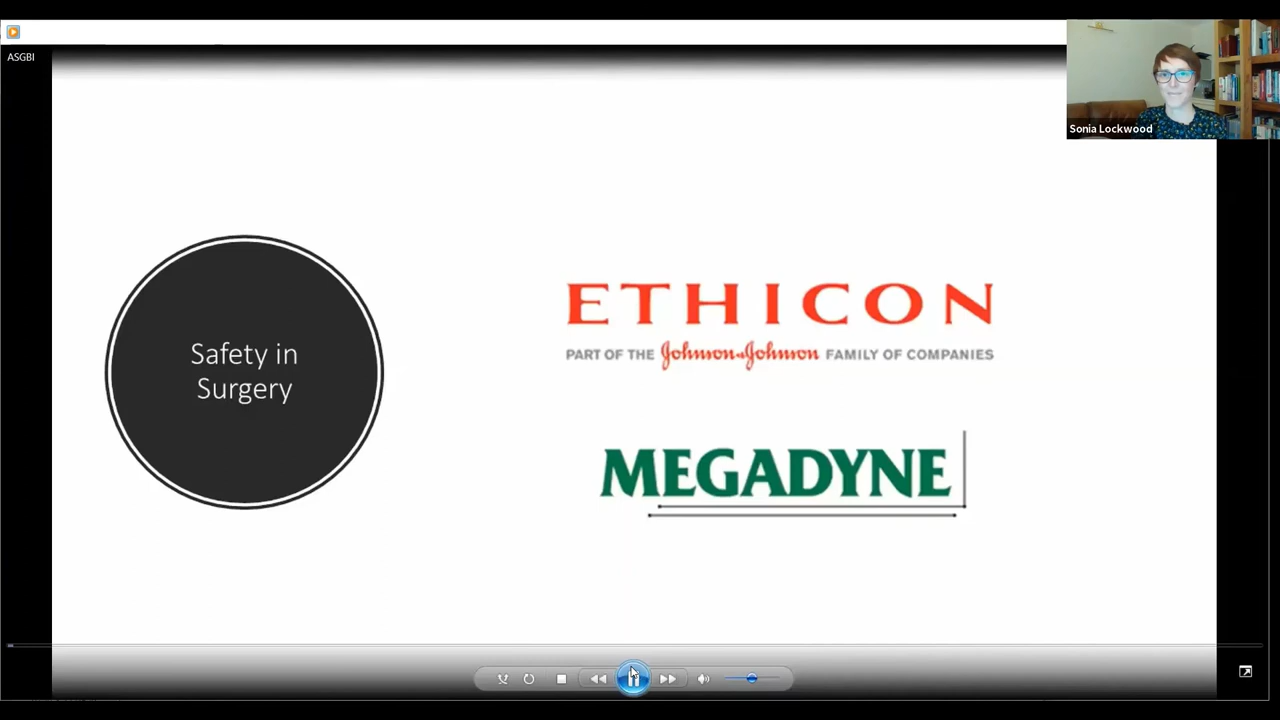 ASGBI
Sonia Lockwood
Safety in
Surgery
ETHICON
PART OF THE Johnson & Johnson FAMILY OF COMPANIES
MEGADYNE